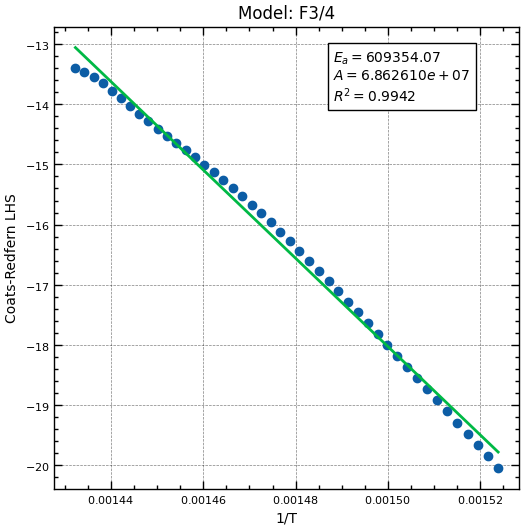 Model: F3/4
E_a = 609354.07
A = 6.862610e + 07
R^2 = 0.9942
Coats-Redfern LHS
−13
−14
−15
−16
−17
−18
−19
−20
0.00144
0.00146
0.00148
0.00150
0.00152
1/T